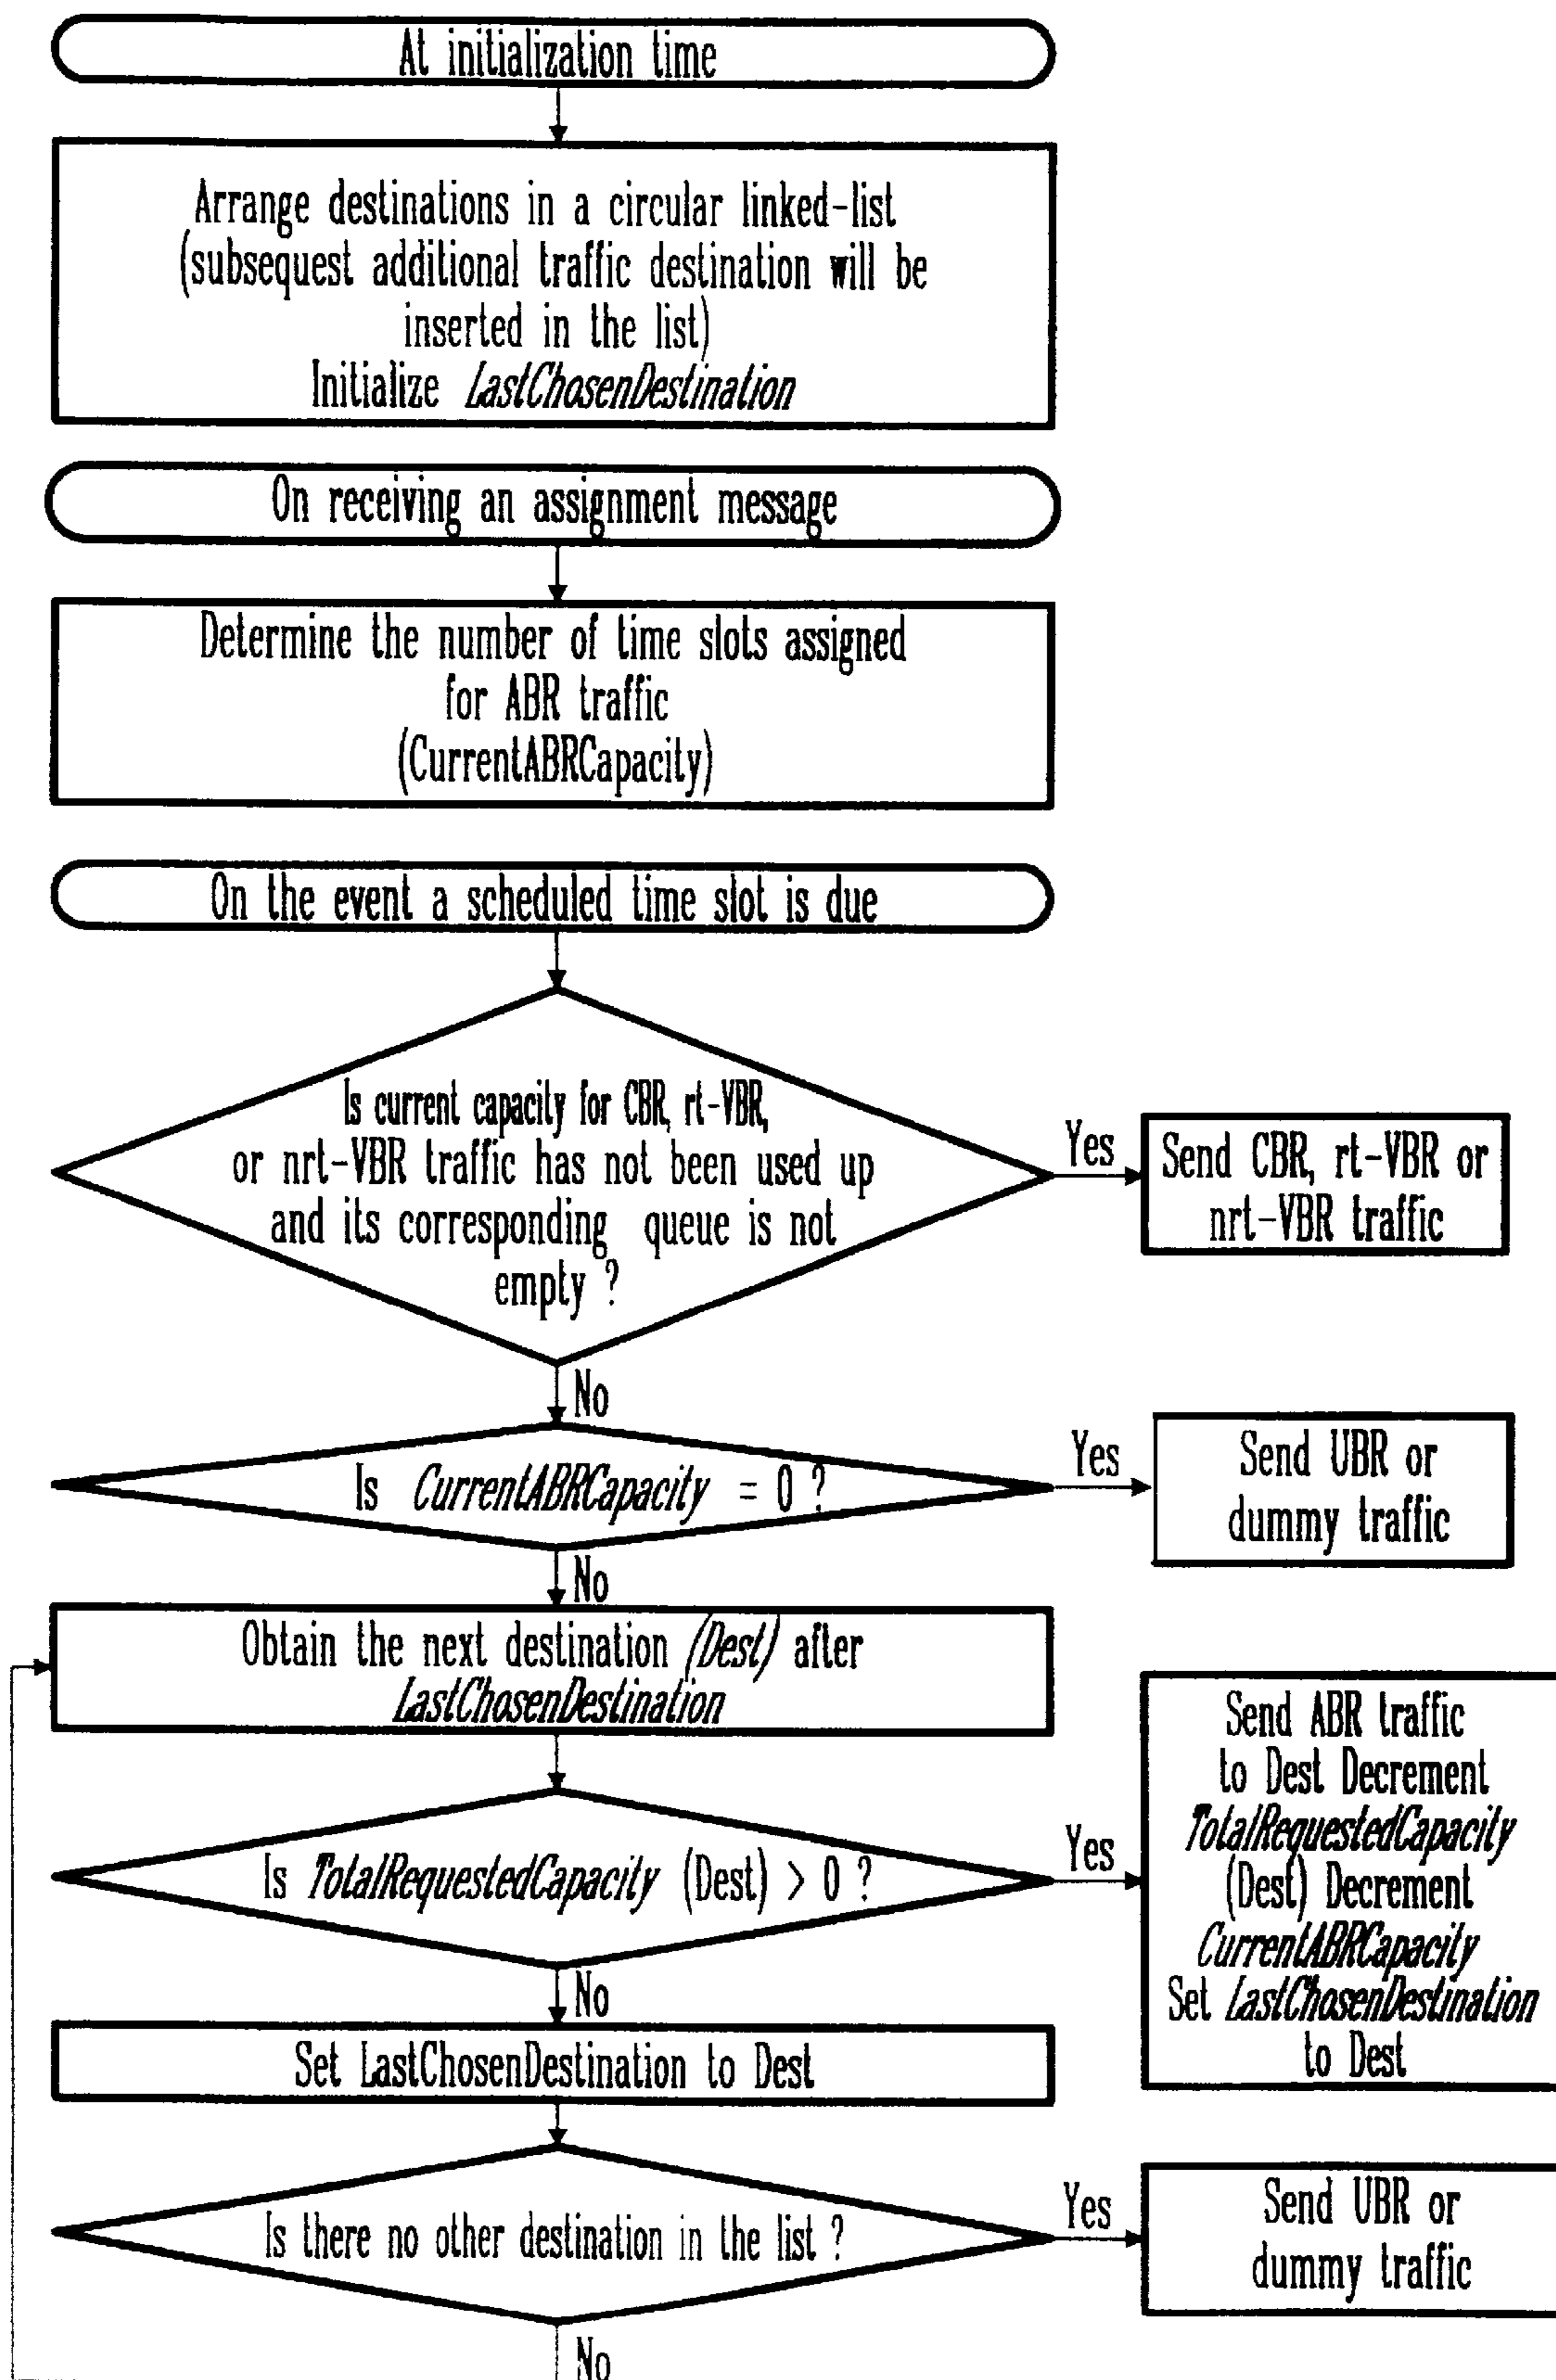 At initialization time
Arrange destinations in a circular linked-list
(subsequest additional traffic destination will be
inserted in the list)
Initialize LastChosenDestination
On receiving an assignment message
Determine the number of time slots assigned
for ABR traffic
(CurrentABRCapacity)
On the event a scheduled time slot is due
Is current capacity for CBR, rt-VBR,
or nrt-VBR traffic has not been used up
and its corresponding queue is not
empty ?
Yes
Send CBR, rt-VBR or
nrt-VBR traffic
No
Is CurrentABRCapacity = 0 ?
Yes
Send UBR or
dummy traffic
No
Obtain the next destination (Dest) after
LastChosenDestination
Is TotalRequestedCapacity (Dest) > 0 ?
Yes
Send ABR traffic
to Dest Decrement
TotalRequestedCapacity
(Dest) Decrement
CurrentABRCapacity
Set LastChosenDestination
to Dest
No
Set LastChosenDestination to Dest
Is there no other destination in the list ?
Yes
Send UBR or
dummy traffic
No